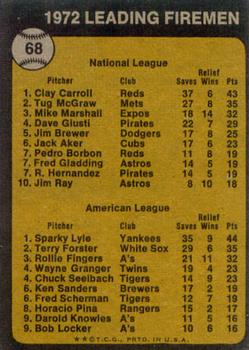 1972 LEADING FIREMEN
68
National League
Pitcher Club Saves Relief Wins Pts
1. Clay Carroll Reds 37 6 43
2. Tug McGraw Mets 27 8 35
3. Mike Marshall Expos 18 14 32
4. Dave Giusti Pirates 22 7 29
5. Jim Brewer Dodgers 17 8 25
6. Jack Aker Cubs 17 6 23
7. Pedro Borbon Reds 11 8 19
7. Fred Gladding Astros 14 5 19
7. R. Hernandez Pirates 14 5 19
10. Jim Ray Astros 8 10 18
American League
Pitcher Club Saves Relief Wins Pts
1. Sparky Lyle Yankees 35 9 44
2. Terry Forster White Sox 29 6 35
3. Rollie Fingers A's 21 11 32
4. Wayne Granger Twins 19 4 23
4. Chuck Seelbach Tigers 14 9 23
6. Ken Sanders Brewers 17 2 19
6. Fred Scherman Tigers 12 7 19
8. Horacio Pina Rangers 15 2 17
9. Darold Knowles A's 11 5 16
9. Bob Locker A's 10 6 16
★★ © T.C.G., PRTD. IN U.S.A.